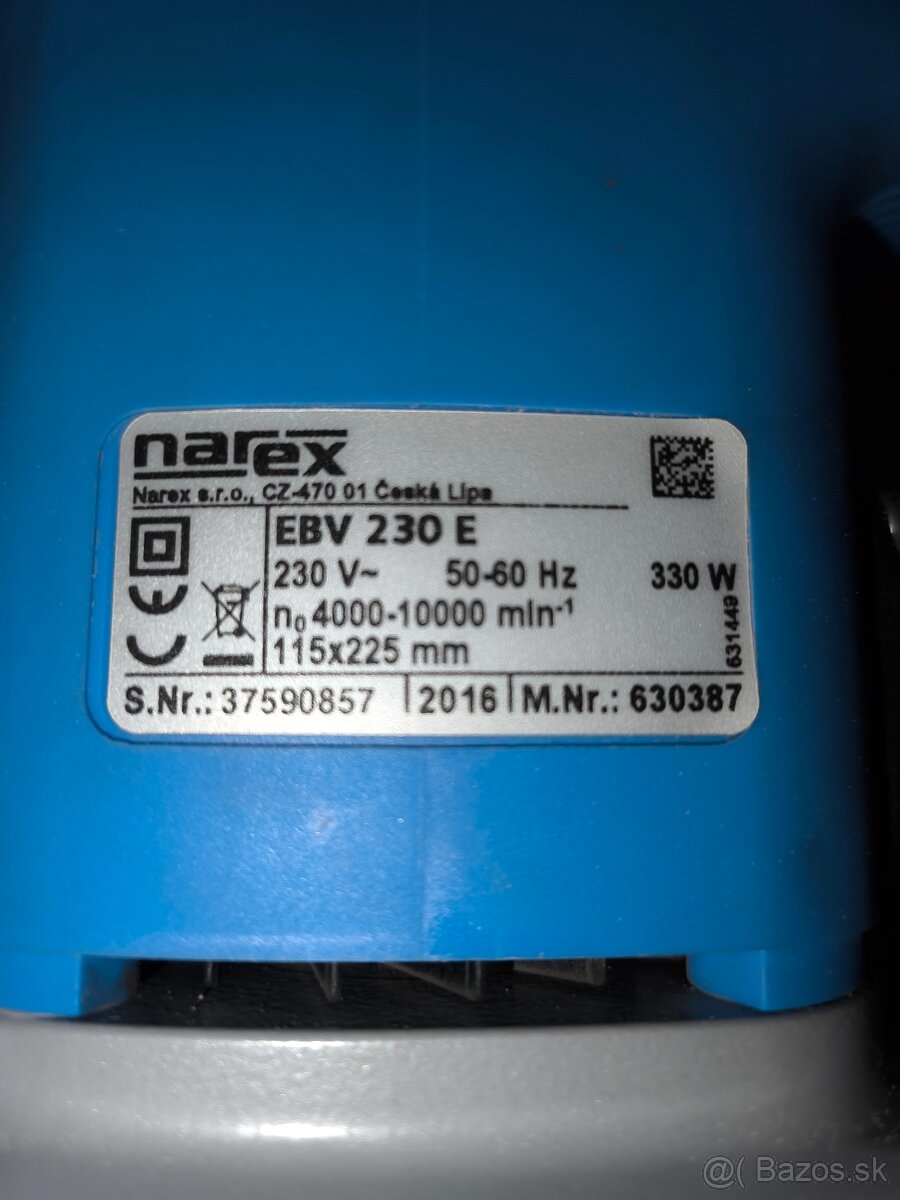 narex
Narex s.r.o., CZ-470 01 Česká Lípa
EBV 230 E
230 V~ 50-60 Hz 330 W
n₀ 4000-10000 min⁻¹
115x225 mm
631449
S.Nr.: 37590857 2016 M.Nr.: 630387
@( Bazos.sk